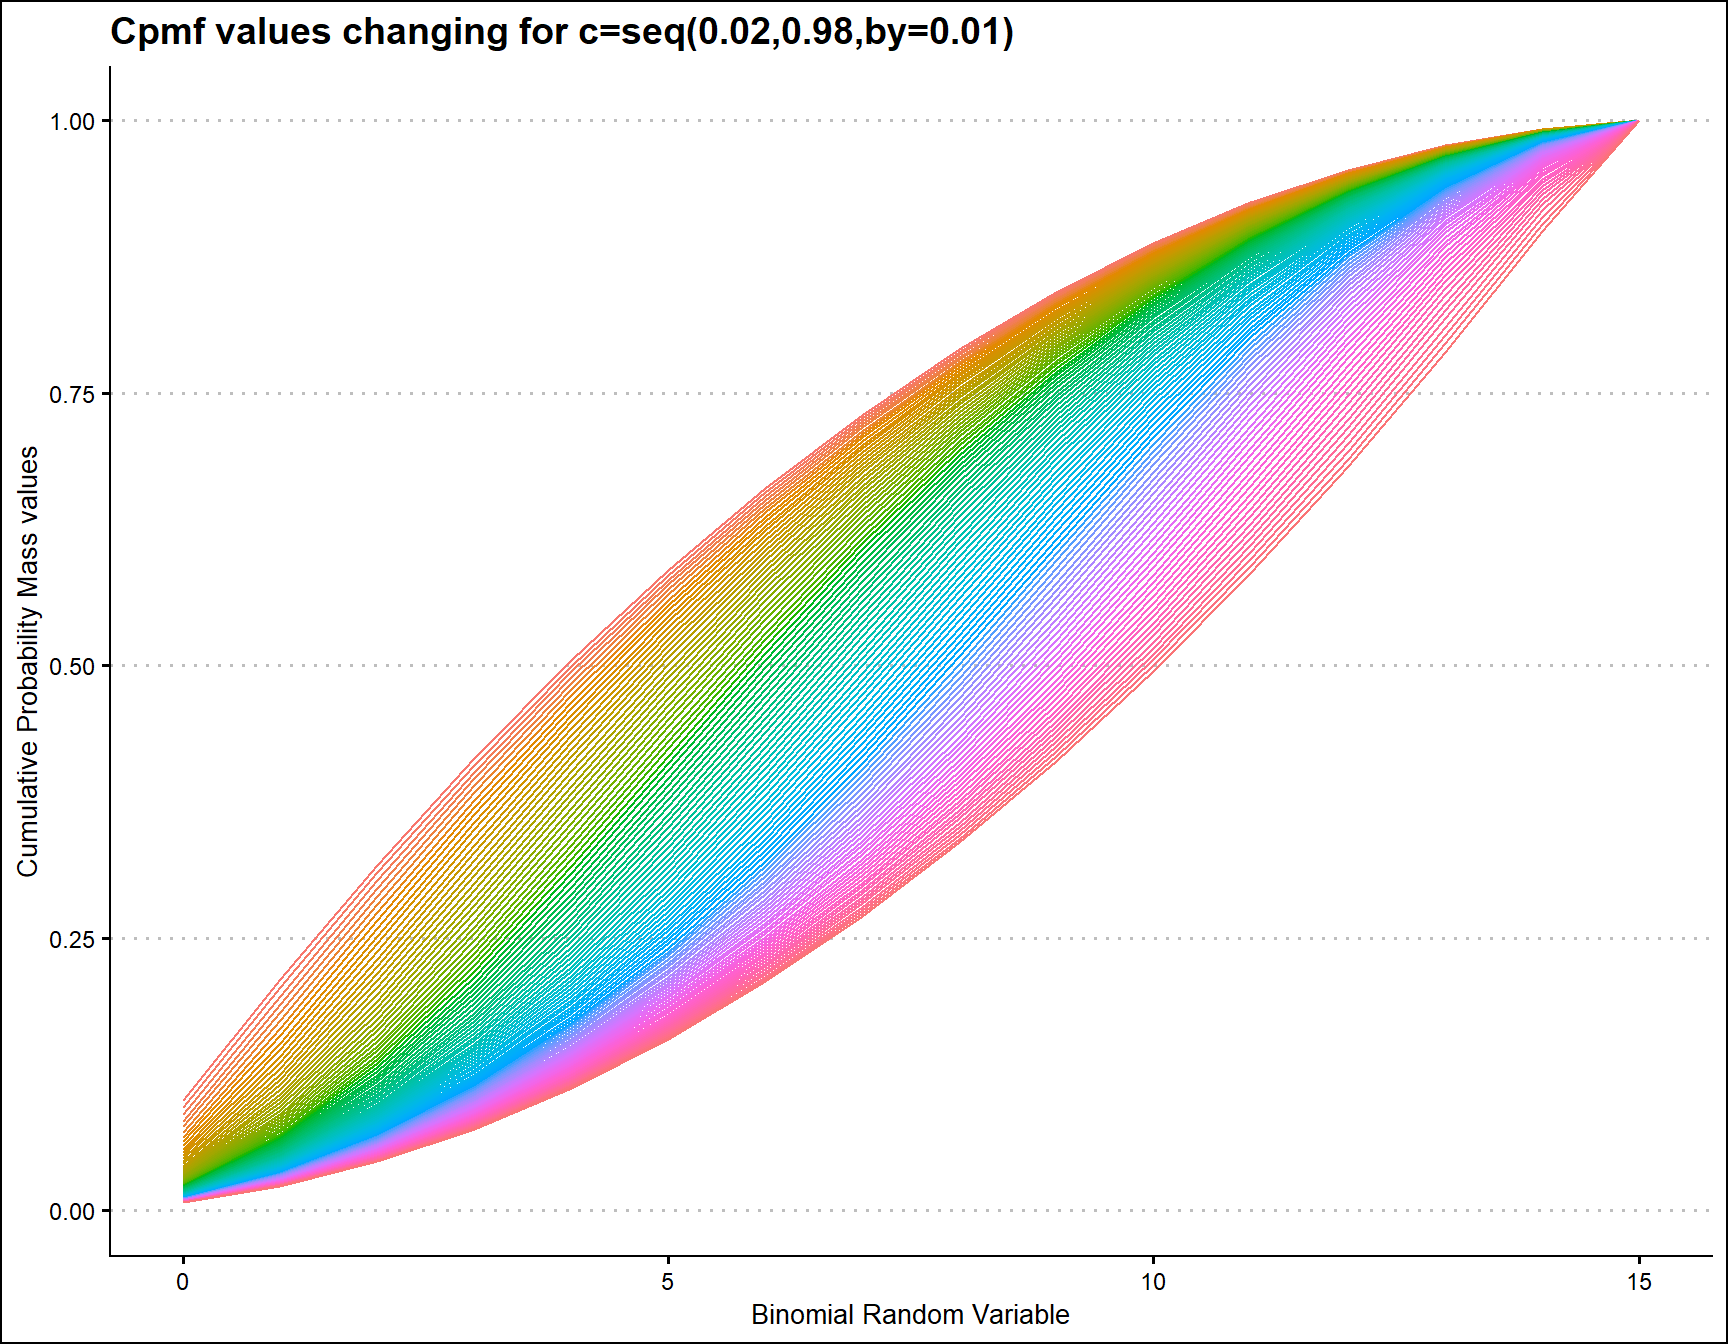 Cpmf values changing for c=seq(0.02,0.98,by=0.01)
Cumulative Probability Mass values
1.00
0.75
0.50
0.25
0.00
0 5 10 15
Binomial Random Variable